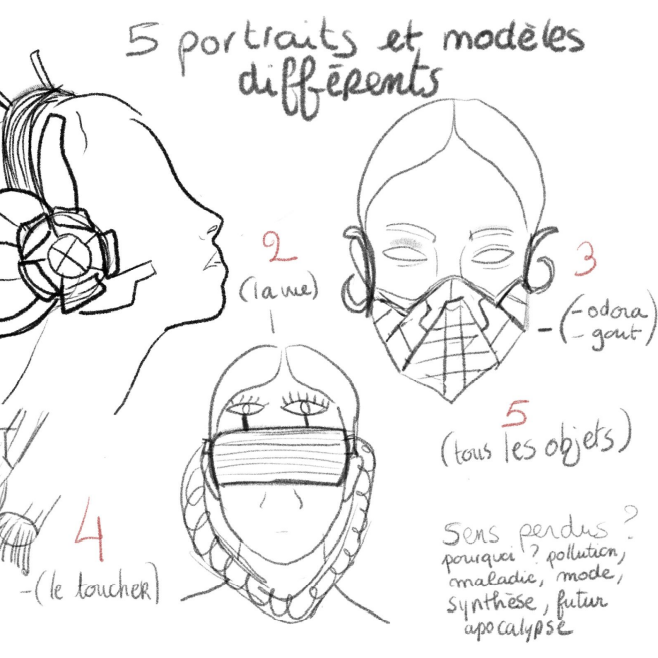 5 portraits et modèles
différents
2
(la vue)
3
-(-odora
- gout)
5
(tous les objets)
4
-(le toucher)
Sens perdus ?
pourquoi ? pollution,
maladie, mode,
synthèse, futur
apocalypse